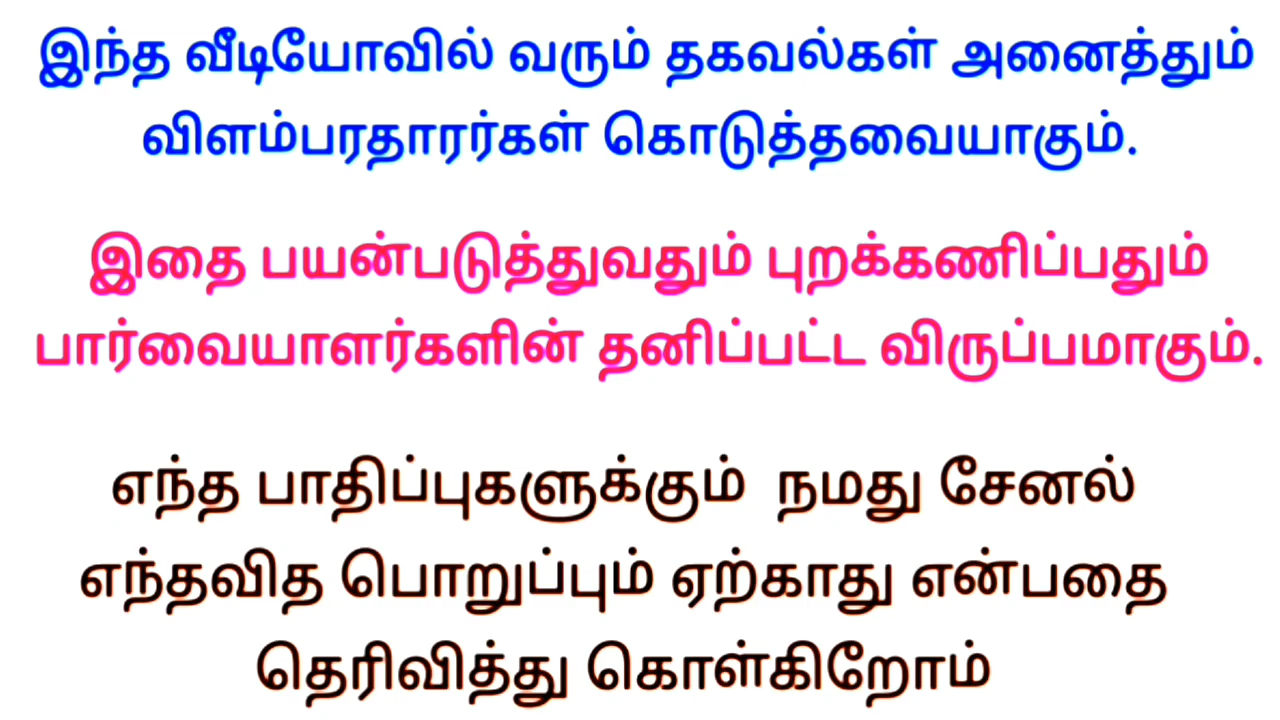 இந்த வீடியோவில் வரும் தகவல்கள் அனைத்தும்
விளம்பரதாரர்கள் கொடுத்தவையாகும்.
இதை பயன்படுத்துவதும் புறக்கணிப்பதும்
பார்வையாளர்களின் தனிப்பட்ட விருப்பமாகும்.
எந்த பாதிப்புகளுக்கும் நமது சேனல்
எந்தவித பொறுப்பும் ஏற்காது என்பதை
தெரிவித்து கொள்கிறோம்